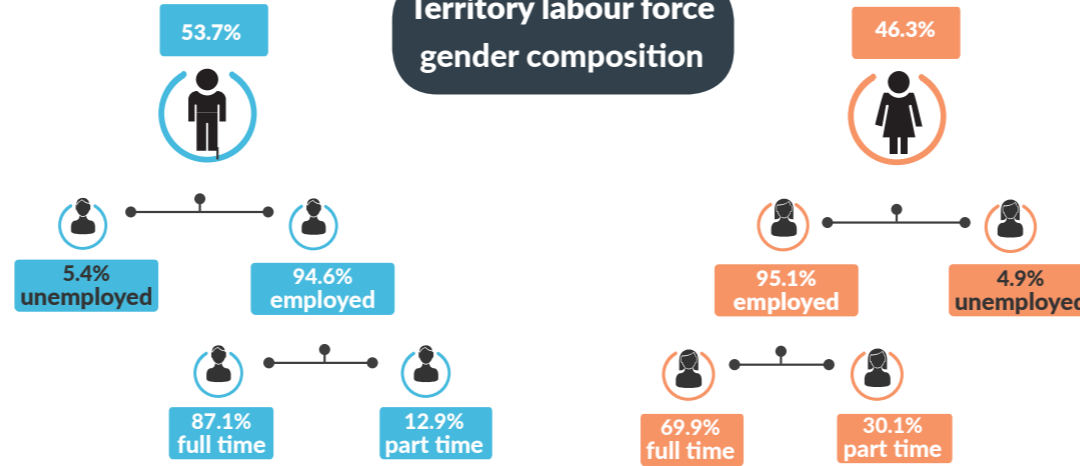 53.7%
Territory labour force
gender composition
46.3%
5.4%
unemployed
94.6%
employed
95.1%
employed
4.9%
unemployed
87.1%
full time
12.9%
part time
69.9%
full time
30.1%
part time